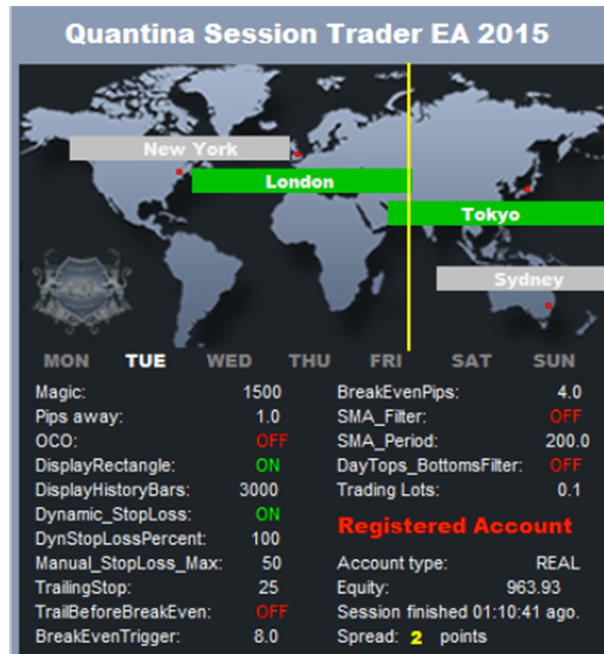 Quantina Session Trader EA 2015
New York
London
Tokyo
Sydney
MON TUE WED THU FRI SAT SUN
Magic: 1500
Pips away: 1.0
OCO: OFF
DisplayRectangle: ON
DisplayHistoryBars: 3000
Dynamic_StopLoss: ON
DynStopLossPercent: 100
Manual_StopLoss_Max: 50
TrailingStop: 25
TrailBeforeBreakEven: OFF
BreakEvenTrigger: 8.0
BreakEvenPips: 4.0
SMA_Filter: OFF
SMA_Period: 200.0
DayTops_BottomsFilter: OFF
Trading Lots: 0.1
Registered Account
Account type: REAL
Equity: 963.93
Session finished 01:10:41 ago.
Spread: 2 points